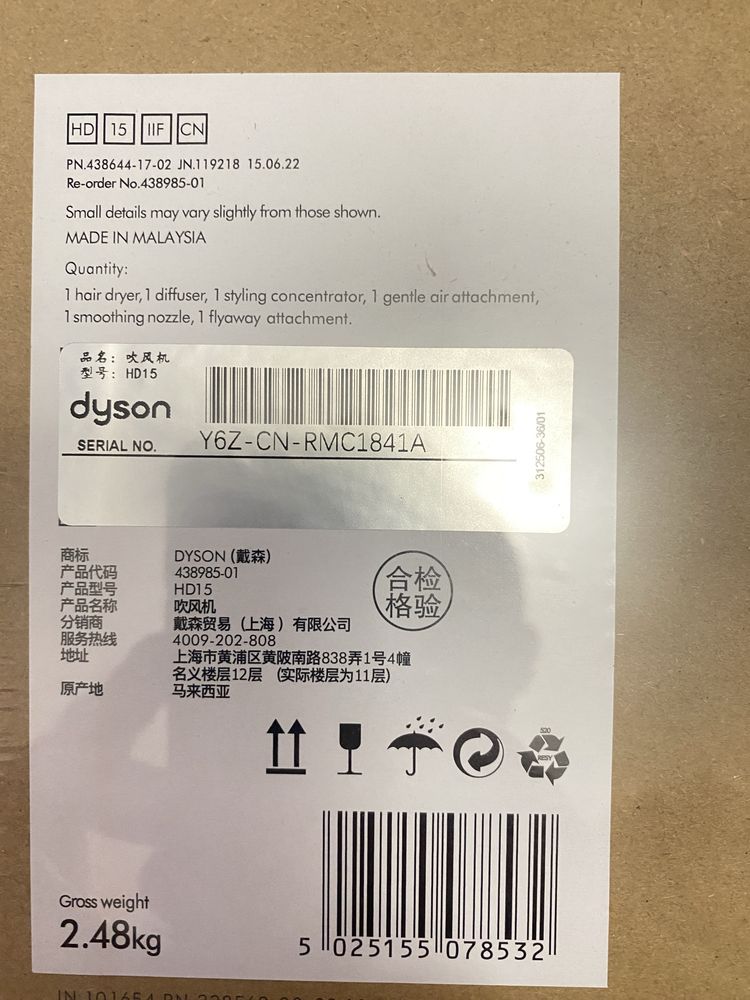 HD 15 IIF CN
PN.438644-17-02 JN.119218 15.06.22
Re-order No.438985-01
Small details may vary slightly from those shown.
MADE IN MALAYSIA
Quantity:
1 hair dryer, 1 diffuser, 1 styling concentrator, 1 gentle air attachment,
1 smoothing nozzle, 1 flyaway attachment.
品名：吹风机
型号：HD15
dyson
SERIAL NO. Y6Z-CN-RMC1841A
312506-36/01
商标 DYSON (戴森)
产品代码 438985-01
产品型号 HD15
产品名称 吹风机
分销商 戴森贸易（上海）有限公司
服务热线 4009-202-808
地址 上海市黄浦区黄陂南路838弄1号4幢
名义楼层12层 (实际楼层为11层)
原产地 马来西亚
合检
格验
520
RESY
Gross weight
2.48kg
5 025155 078532